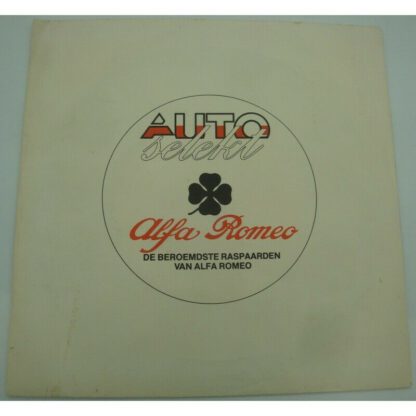 AUTO
selekt
Alfa Romeo
DE BEROEMDSTE RASPAARDEN
VAN ALFA ROMEO